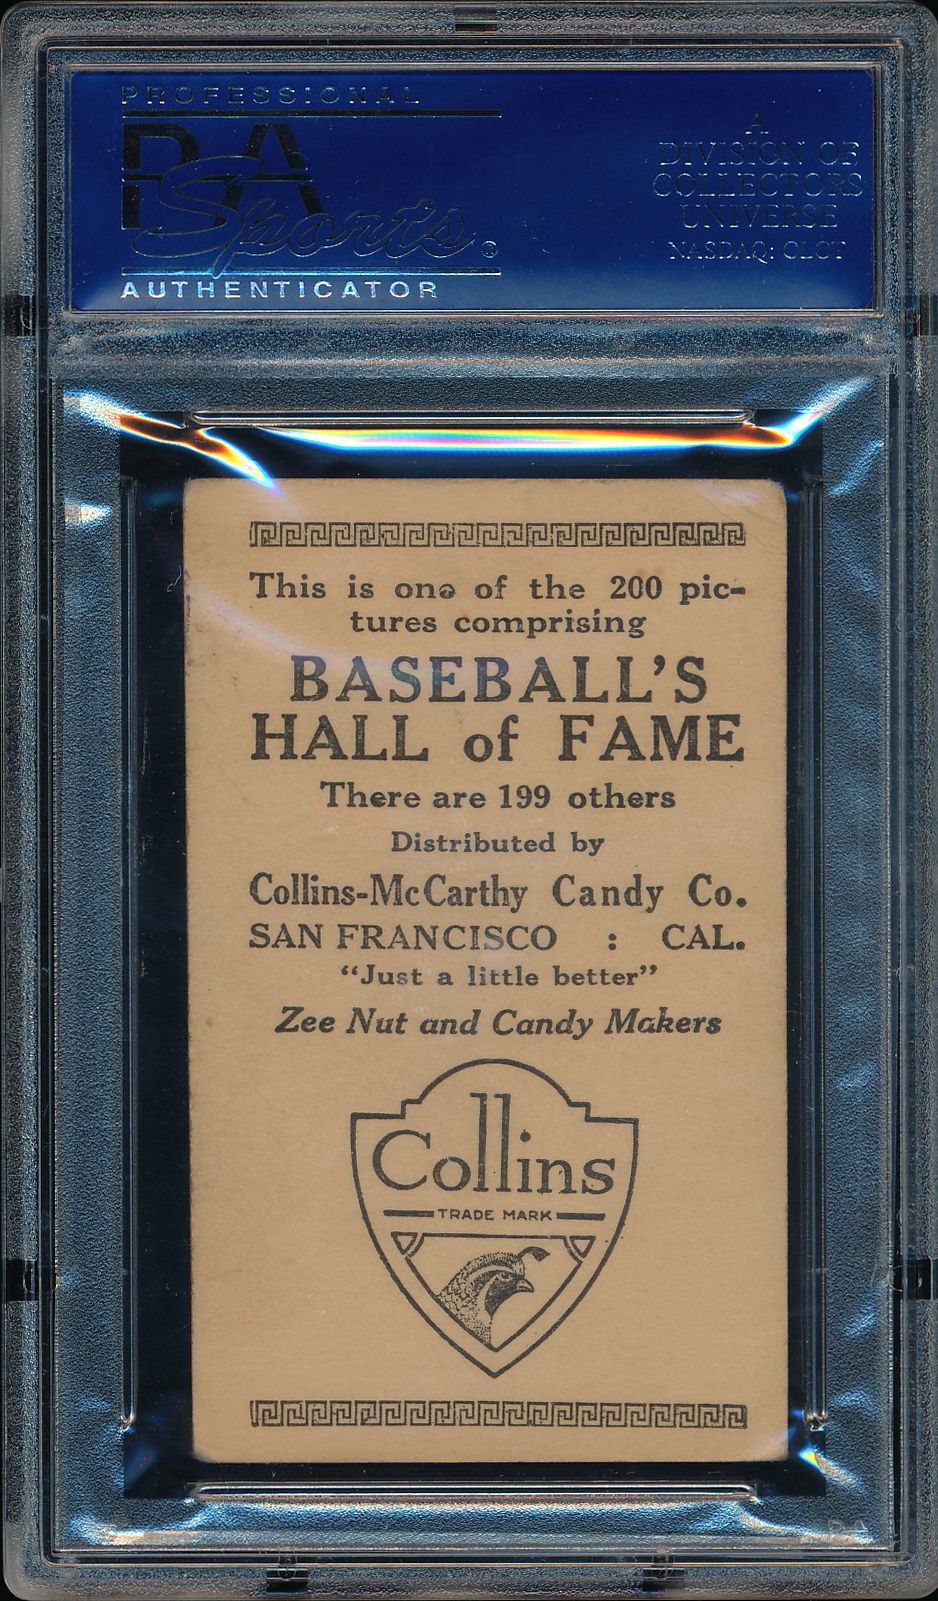 PROFESSIONAL
PSA
Sports®
AUTHENTICATOR
A
DIVISION OF
COLLECTORS
UNIVERSE
NASDAQ: CLCT
This is one of the 200 pic-
tures comprising
BASEBALL'S
HALL of FAME
There are 199 others
Distributed by
Collins-McCarthy Candy Co.
SAN FRANCISCO : CAL.
"Just a little better"
Zee Nut and Candy Makers
Collins
TRADE MARK
PSA